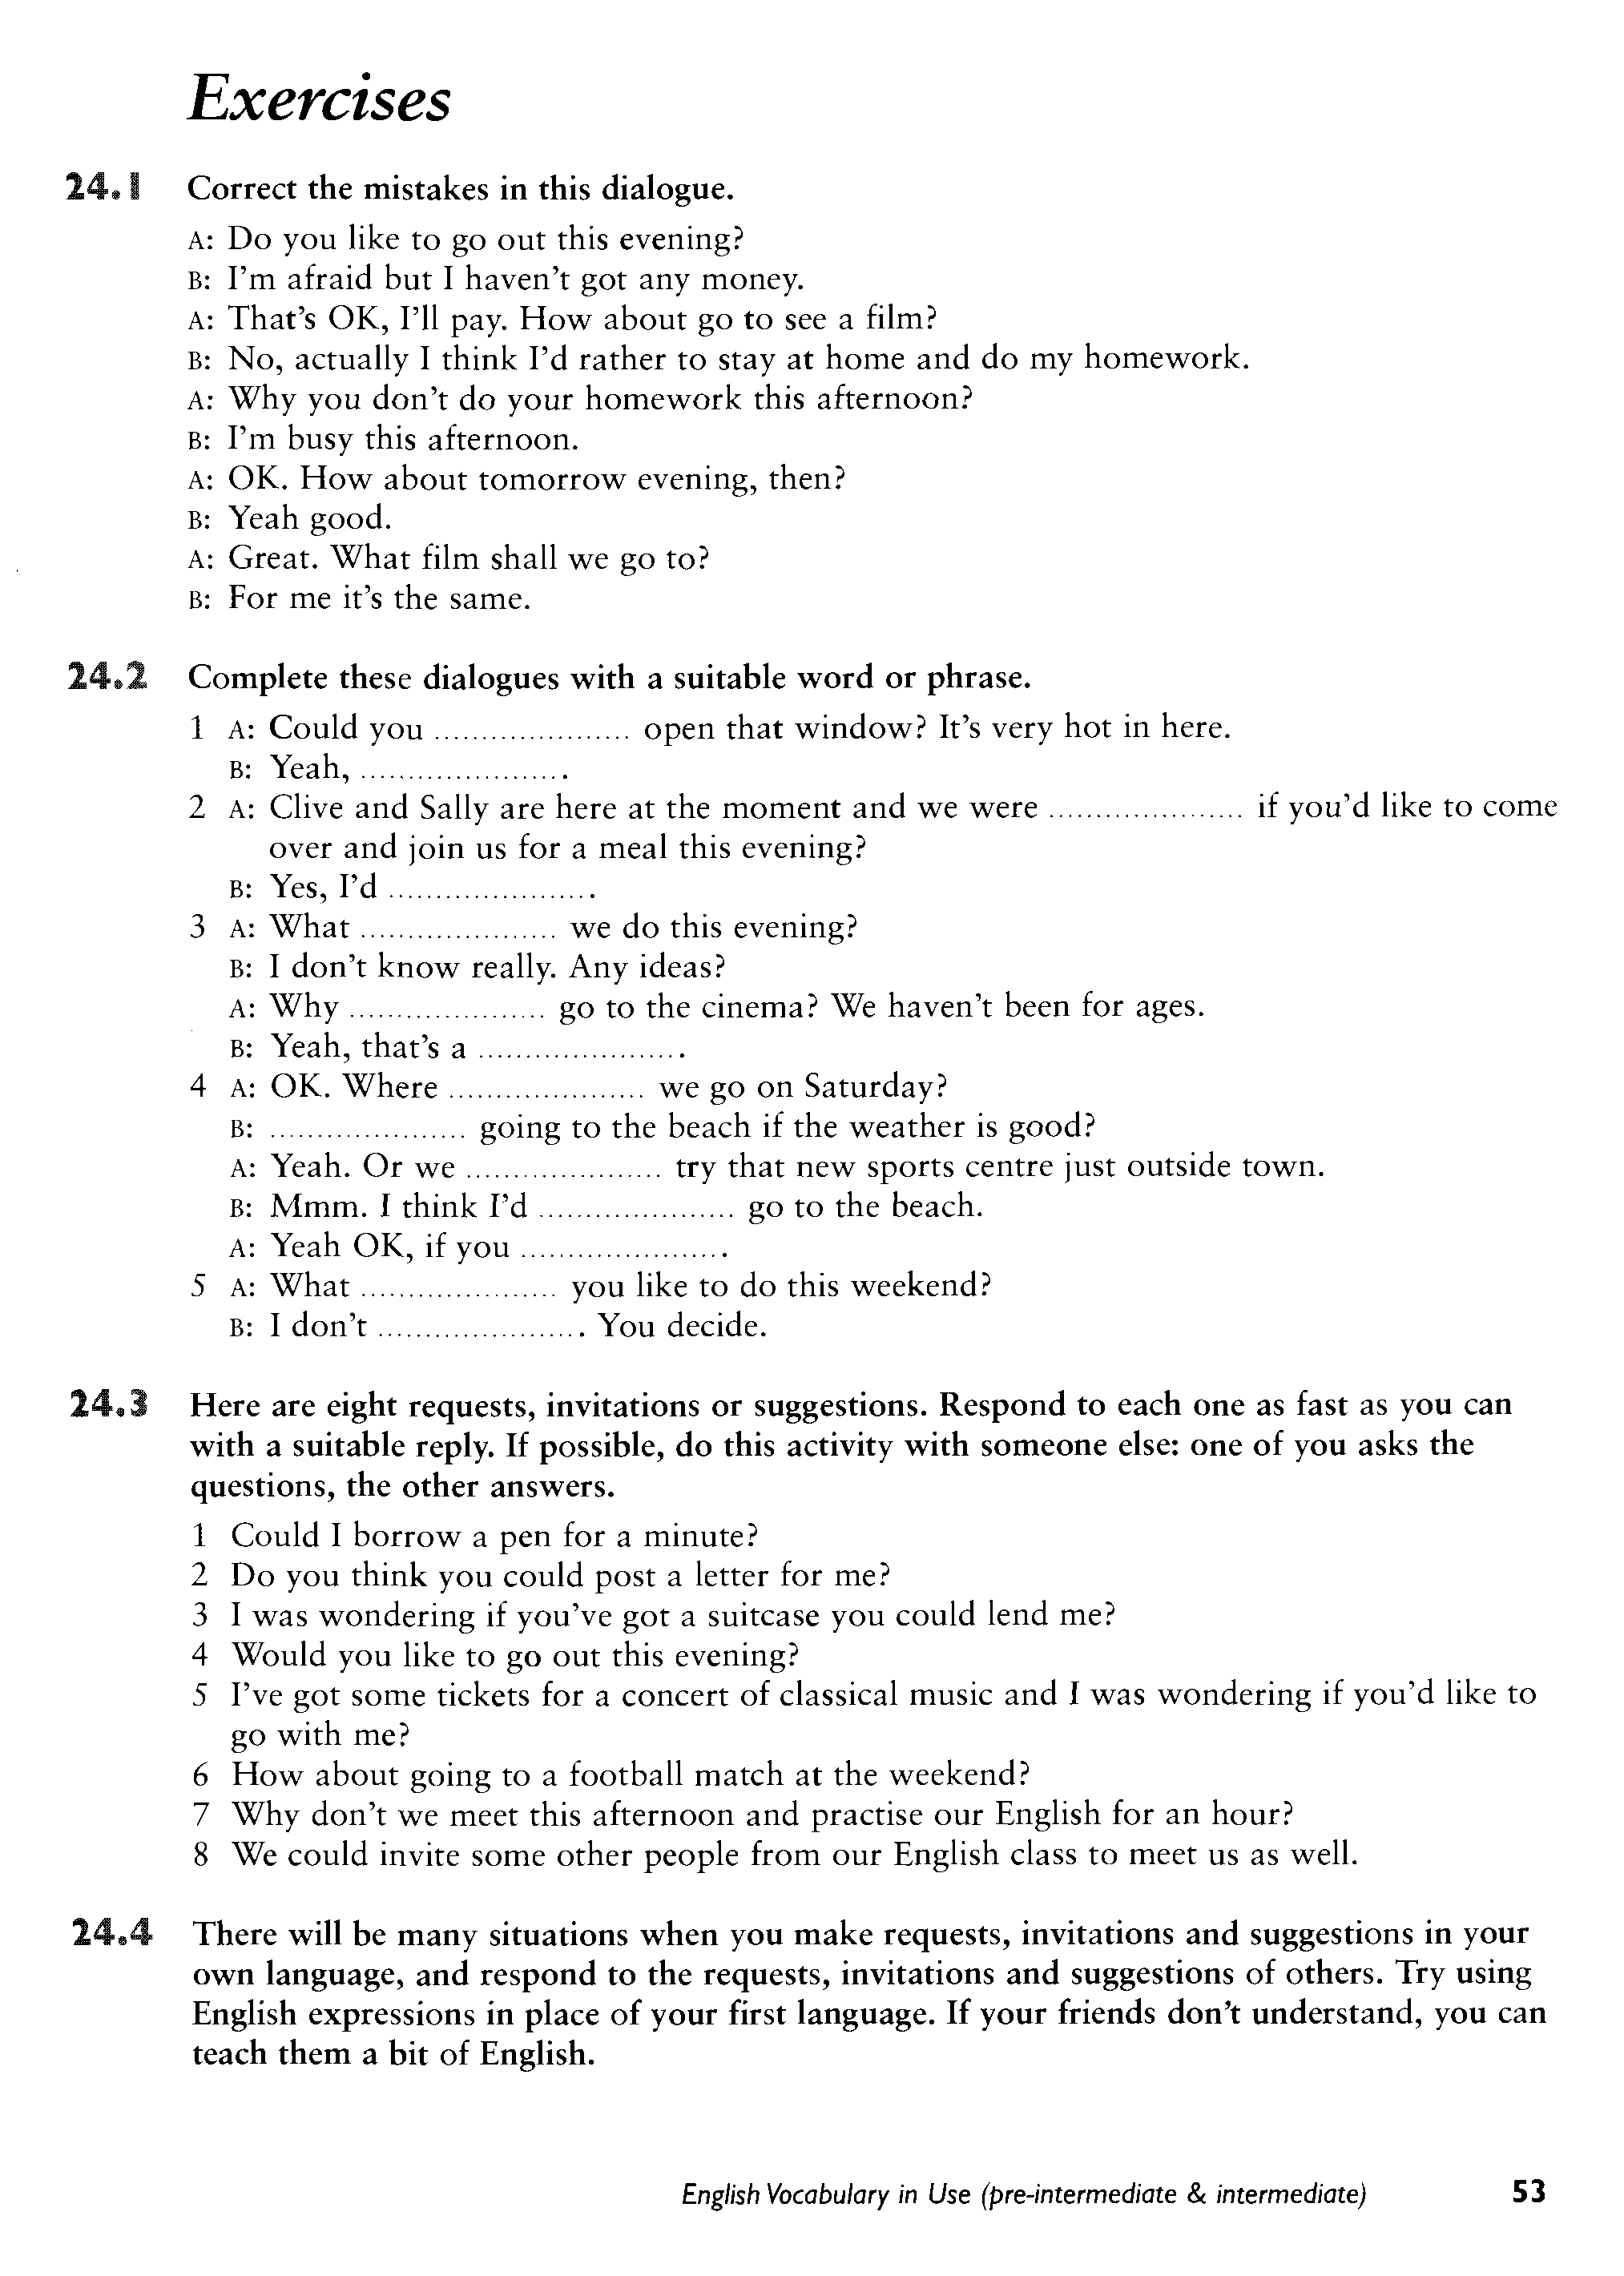 Exercises
24.1 Correct the mistakes in this dialogue.
A: Do you like to go out this evening?
B: I'm afraid but I haven't got any money.
A: That's OK, I'll pay. How about go to see a film?
B: No, actually I think I'd rather to stay at home and do my homework.
A: Why you don't do your homework this afternoon?
B: I'm busy this afternoon.
A: OK. How about tomorrow evening, then?
B: Yeah good.
A: Great. What film shall we go to?
B: For me it's the same.
24.2 Complete these dialogues with a suitable word or phrase.
1 A: Could you ..................... open that window? It's very hot in here.
B: Yeah, ......................
2 A: Clive and Sally are here at the moment and we were ..................... if you'd like to come
over and join us for a meal this evening?
B: Yes, I'd ......................
3 A: What ..................... we do this evening?
B: I don't know really. Any ideas?
A: Why ..................... go to the cinema? We haven't been for ages.
B: Yeah, that's a ......................
4 A: OK. Where ..................... we go on Saturday?
B: ..................... going to the beach if the weather is good?
A: Yeah. Or we ..................... try that new sports centre just outside town.
B: Mmm. I think I'd ..................... go to the beach.
A: Yeah OK, if you ......................
5 A: What ..................... you like to do this weekend?
B: I don't ...................... You decide.
24.3 Here are eight requests, invitations or suggestions. Respond to each one as fast as you can
with a suitable reply. If possible, do this activity with someone else: one of you asks the
questions, the other answers.
1 Could I borrow a pen for a minute?
2 Do you think you could post a letter for me?
3 I was wondering if you've got a suitcase you could lend me?
4 Would you like to go out this evening?
5 I've got some tickets for a concert of classical music and I was wondering if you'd like to
go with me?
6 How about going to a football match at the weekend?
7 Why don't we meet this afternoon and practise our English for an hour?
8 We could invite some other people from our English class to meet us as well.
24.4 There will be many situations when you make requests, invitations and suggestions in your
own language, and respond to the requests, invitations and suggestions of others. Try using
English expressions in place of your first language. If your friends don't understand, you can
teach them a bit of English.
English Vocabulary in Use (pre-intermediate & intermediate) 53